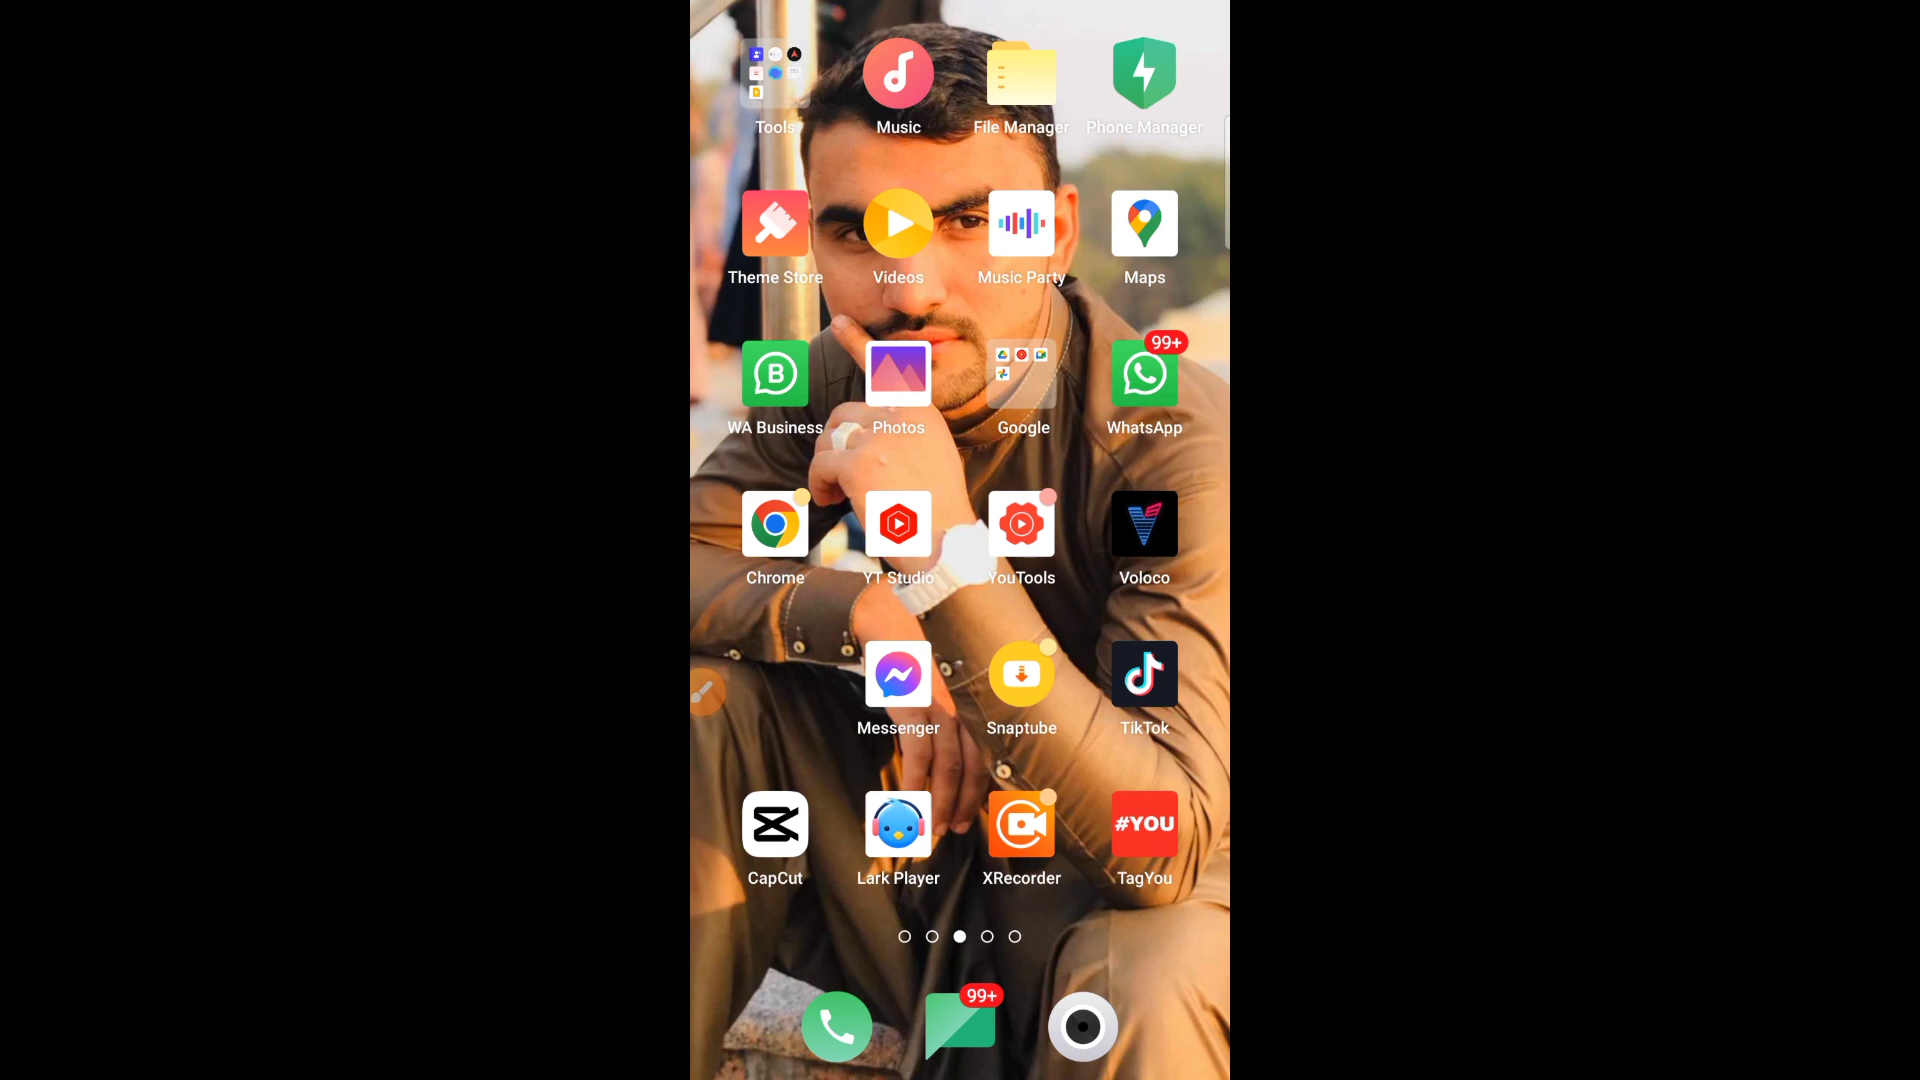 Tools
Music
File Manager
Phone Manager
Theme Store
Videos
Music Party
Maps
99+
B
WA Business
Photos
Google
WhatsApp
Chrome
YT Studio
YouTools
Voloco
Messenger
Snaptube
TikTok
#YOU
CapCut
Lark Player
XRecorder
TagYou
99+